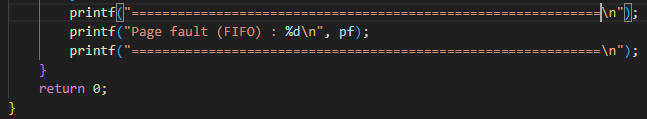 printf("=============================================================\n");
printf("Page fault (FIFO) : %d\n", pf);
printf("=============================================================\n");
}
return 0;
}